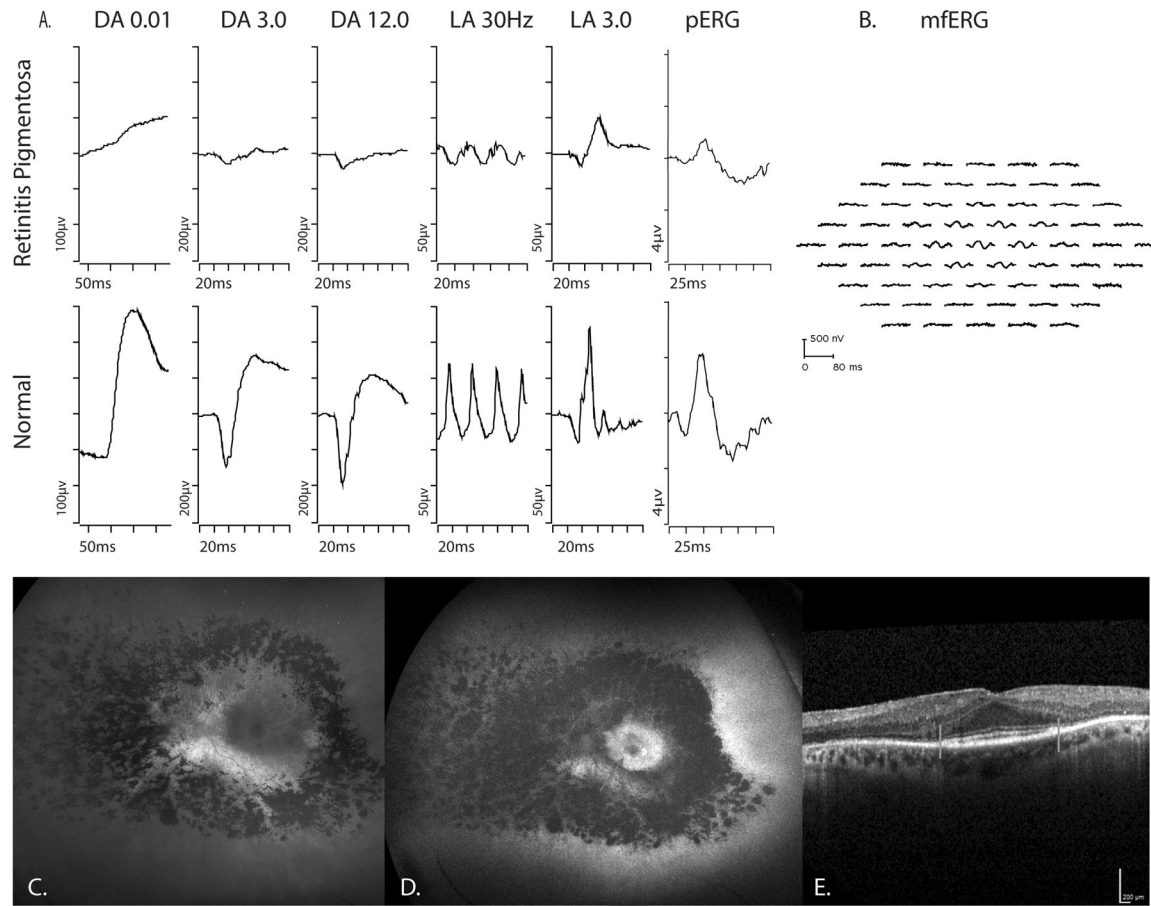 A. DA 0.01 DA 3.0 DA 12.0 LA 30Hz LA 3.0 pERG B. mfERG
Retinitis Pigmentosa
100µv 200µv 200µv 50µv 50µv 4µv
50ms 20ms 20ms 20ms 20ms 25ms
500 nV
0 80 ms
Normal
100µv 200µv 200µv 50µv 50µv 4µv
50ms 20ms 20ms 20ms 20ms 25ms
C. D. E.
200 µm